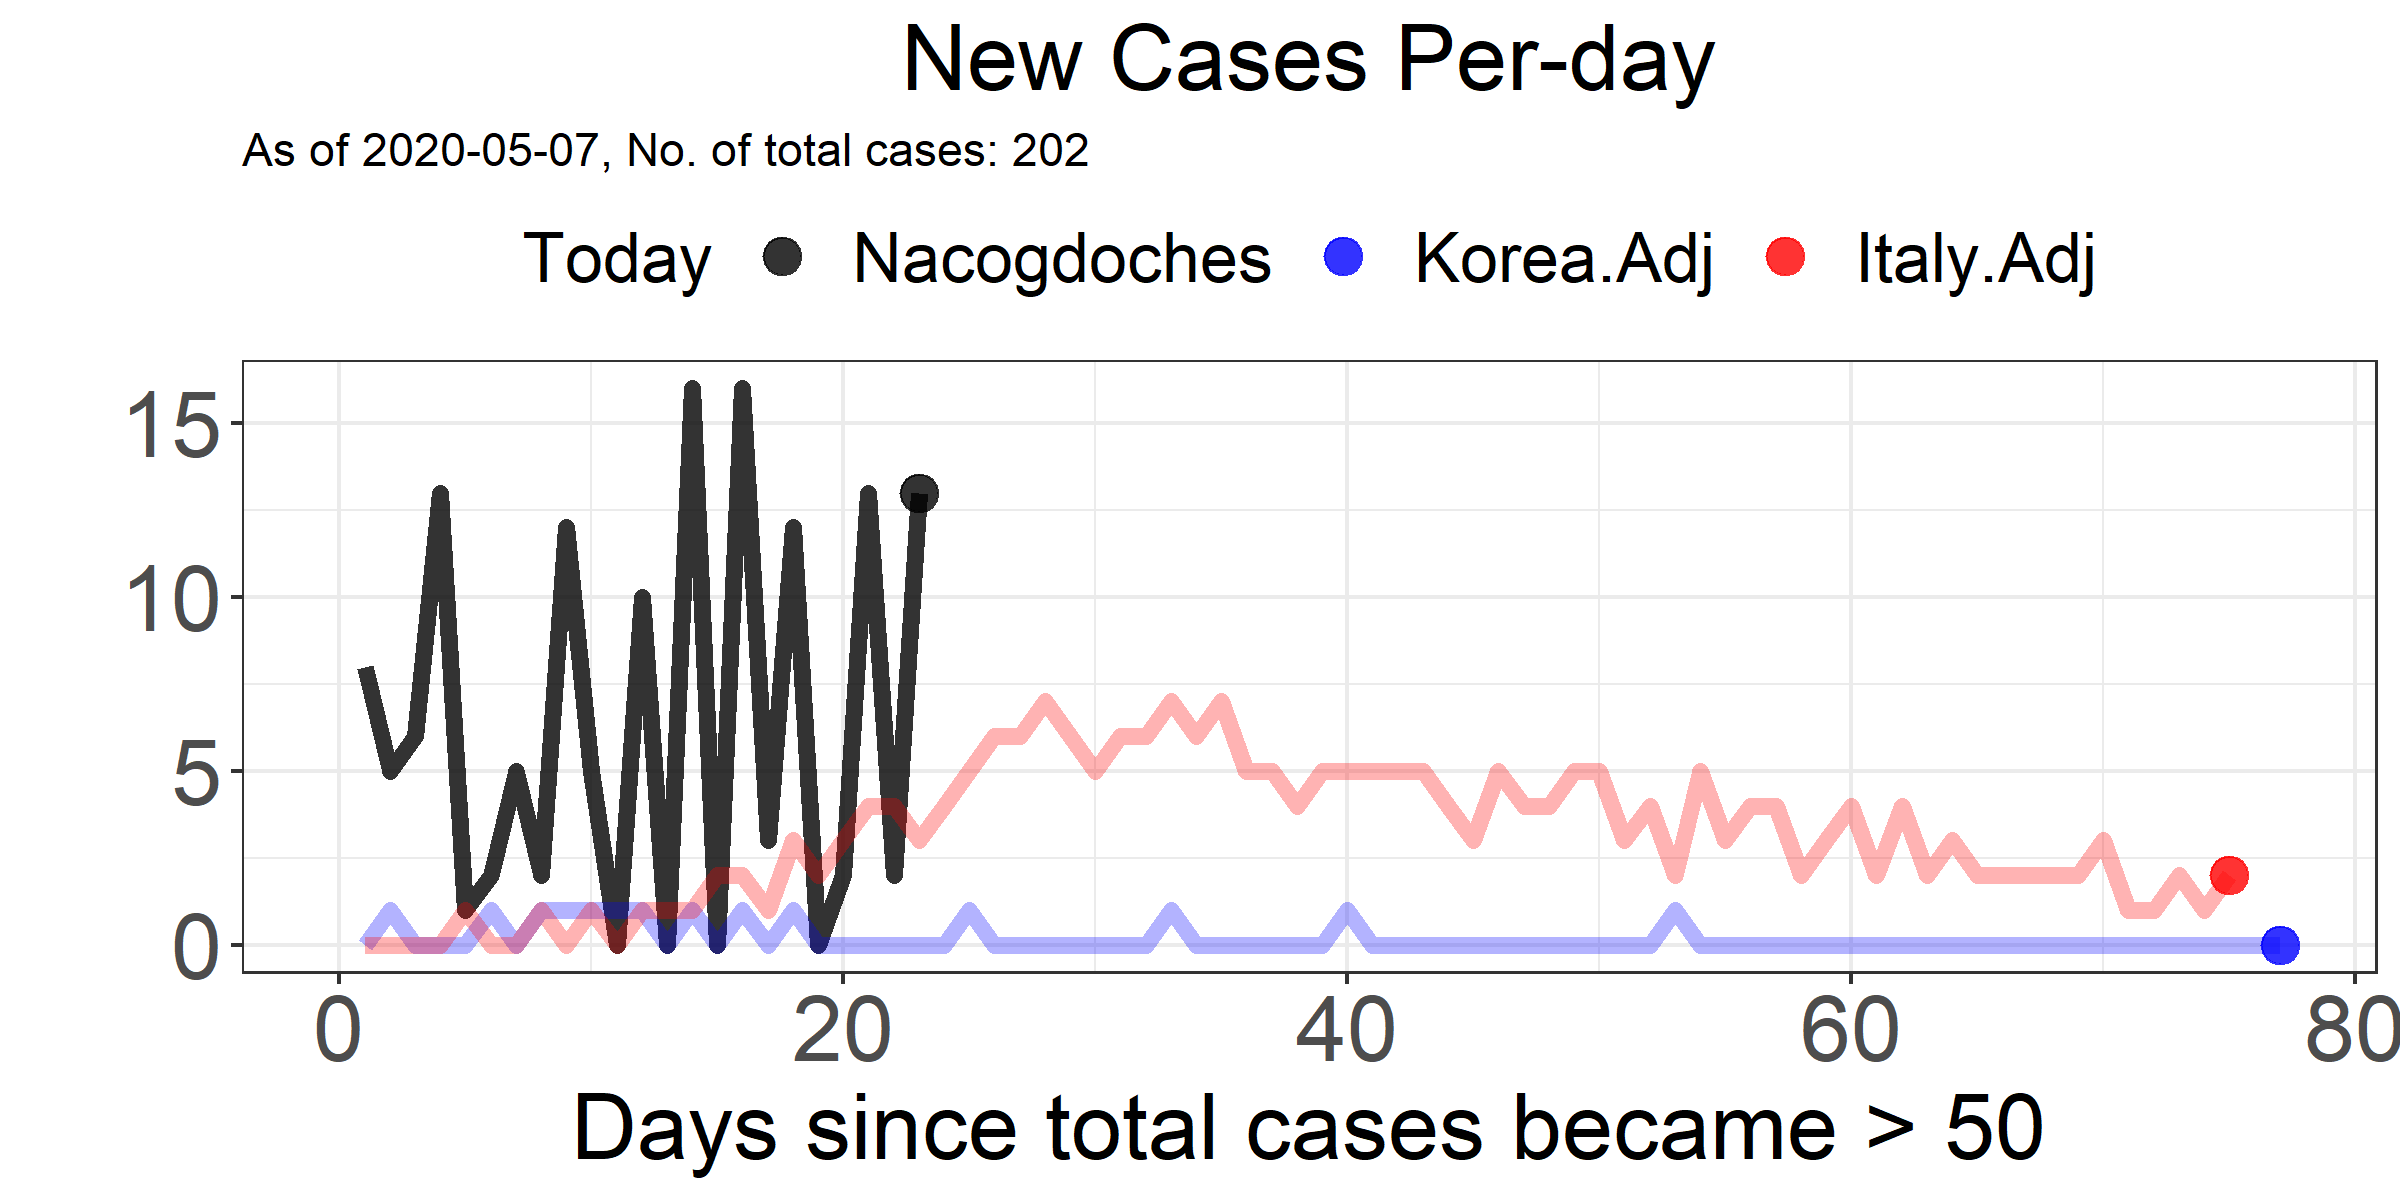 New Cases Per-day
As of 2020-05-07, No. of total cases: 202
Today Nacogdoches Korea.Adj Italy.Adj
15
10
5
0
0 20 40 60 80
Days since total cases became > 50